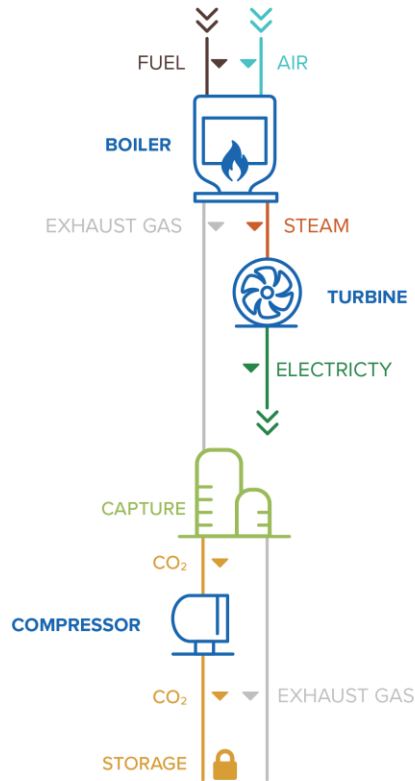 FUEL
AIR
BOILER
EXHAUST GAS
STEAM
TURBINE
ELECTRICTY
CAPTURE
CO₂
COMPRESSOR
CO₂
EXHAUST GAS
STORAGE